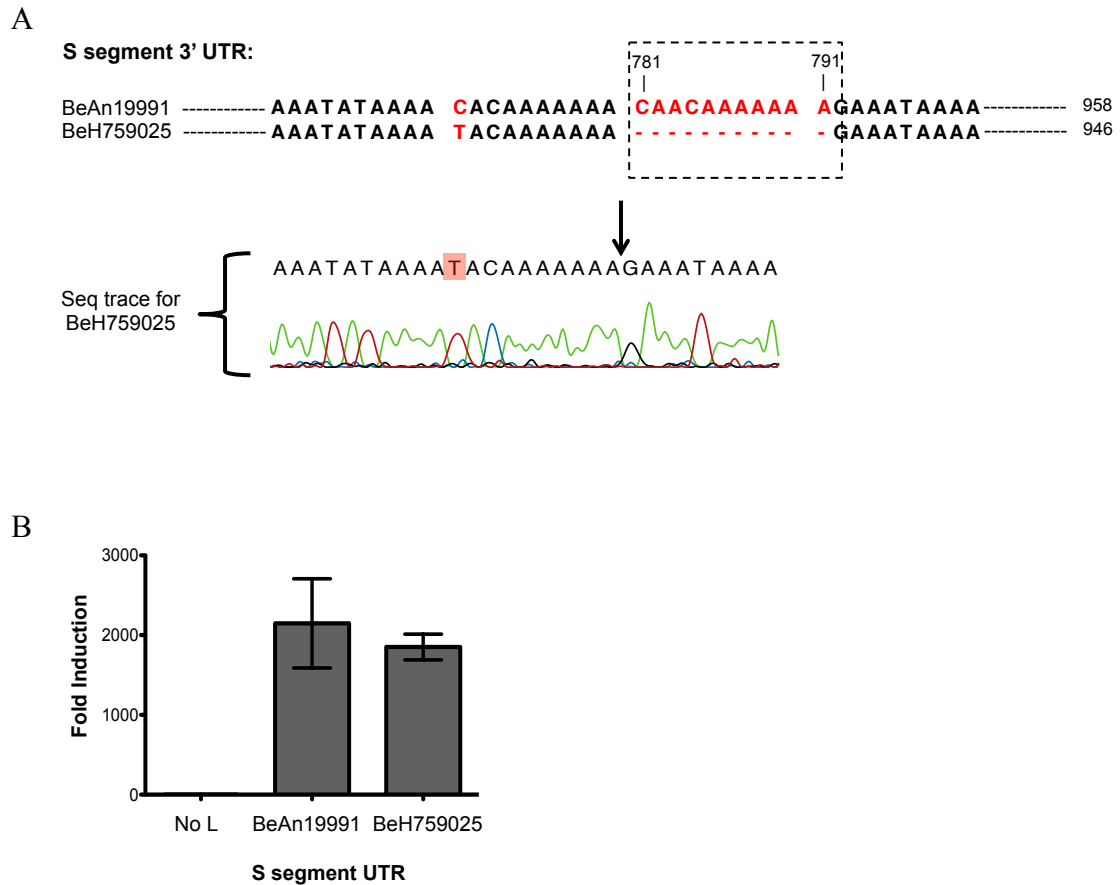 A
S segment 3' UTR:
781 791
BeAn19991 ------------ AAATATAAAA CACAAAAAAA CAACAAAAAA AGAAATAAAA ------------ 958
BeH759025 ------------ AAATATAAAA TACAAAAAAA - - - - - - - - - - -GAAATAAAA ------------ 946
AAATATAAAATACAAAAAAAGAAATAAAA
Seq trace for
BeH759025
B
3000
2000
1000
0
Fold Induction
No L BeAn19991 BeH759025
S segment UTR